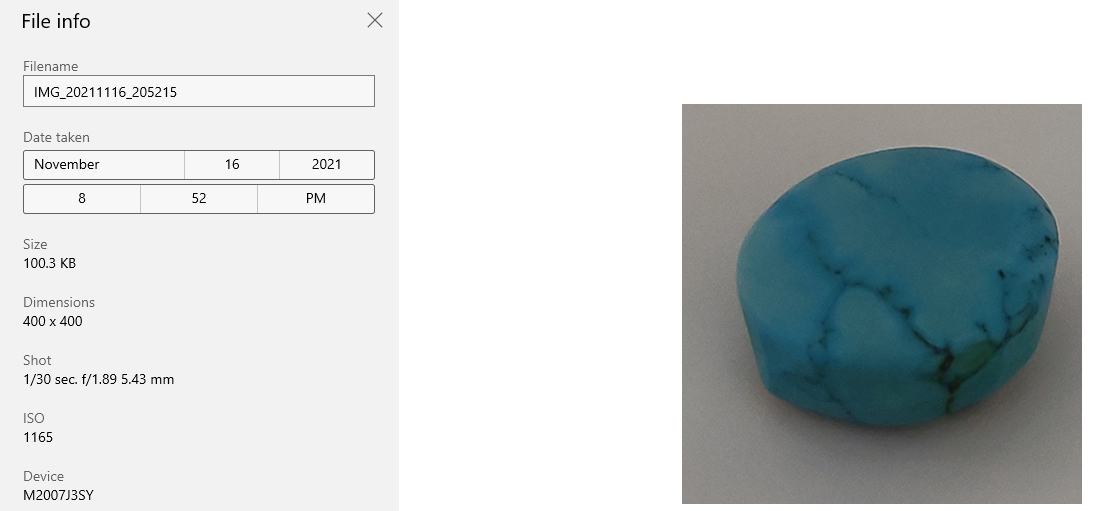 File info
Filename
IMG_20211116_205215
Date taken
November 16 2021
8 52 PM
Size
100.3 KB
Dimensions
400 x 400
Shot
1/30 sec. f/1.89 5.43 mm
ISO
1165
Device
M2007J3SY